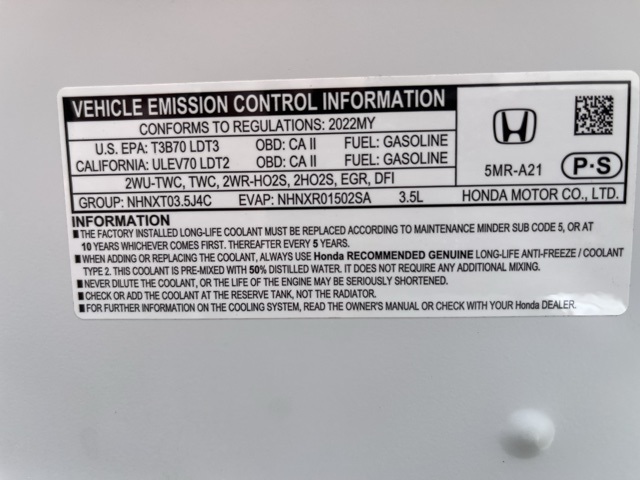 VEHICLE EMISSION CONTROL INFORMATION
CONFORMS TO REGULATIONS: 2022MY
U.S. EPA: T3B70 LDT3 OBD: CA II FUEL: GASOLINE
CALIFORNIA: ULEV70 LDT2 OBD: CA II FUEL: GASOLINE
2WU-TWC, TWC, 2WR-HO2S, 2HO2S, EGR, DFI
5MR-A21 P-S
GROUP: NHNXT03.5J4C EVAP: NHNXR01502SA 3.5L HONDA MOTOR CO., LTD.
INFORMATION
■ THE FACTORY INSTALLED LONG-LIFE COOLANT MUST BE REPLACED ACCORDING TO MAINTENANCE MINDER SUB CODE 5, OR AT
10 YEARS WHICHEVER COMES FIRST. THEREAFTER EVERY 5 YEARS.
■ WHEN ADDING OR REPLACING THE COOLANT, ALWAYS USE Honda RECOMMENDED GENUINE LONG-LIFE ANTI-FREEZE / COOLANT
TYPE 2. THIS COOLANT IS PRE-MIXED WITH 50% DISTILLED WATER. IT DOES NOT REQUIRE ANY ADDITIONAL MIXING.
■ NEVER DILUTE THE COOLANT, OR THE LIFE OF THE ENGINE MAY BE SERIOUSLY SHORTENED.
■ CHECK OR ADD THE COOLANT AT THE RESERVE TANK, NOT THE RADIATOR.
■ FOR FURTHER INFORMATION ON THE COOLING SYSTEM, READ THE OWNER'S MANUAL OR CHECK WITH YOUR Honda DEALER.